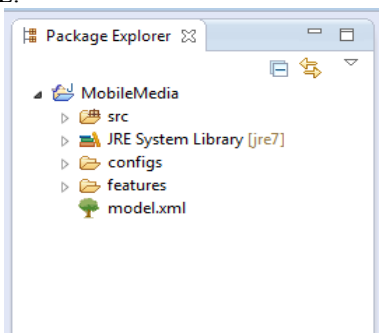 Package Explorer
MobileMedia
src
JRE System Library [jre7]
configs
features
model.xml